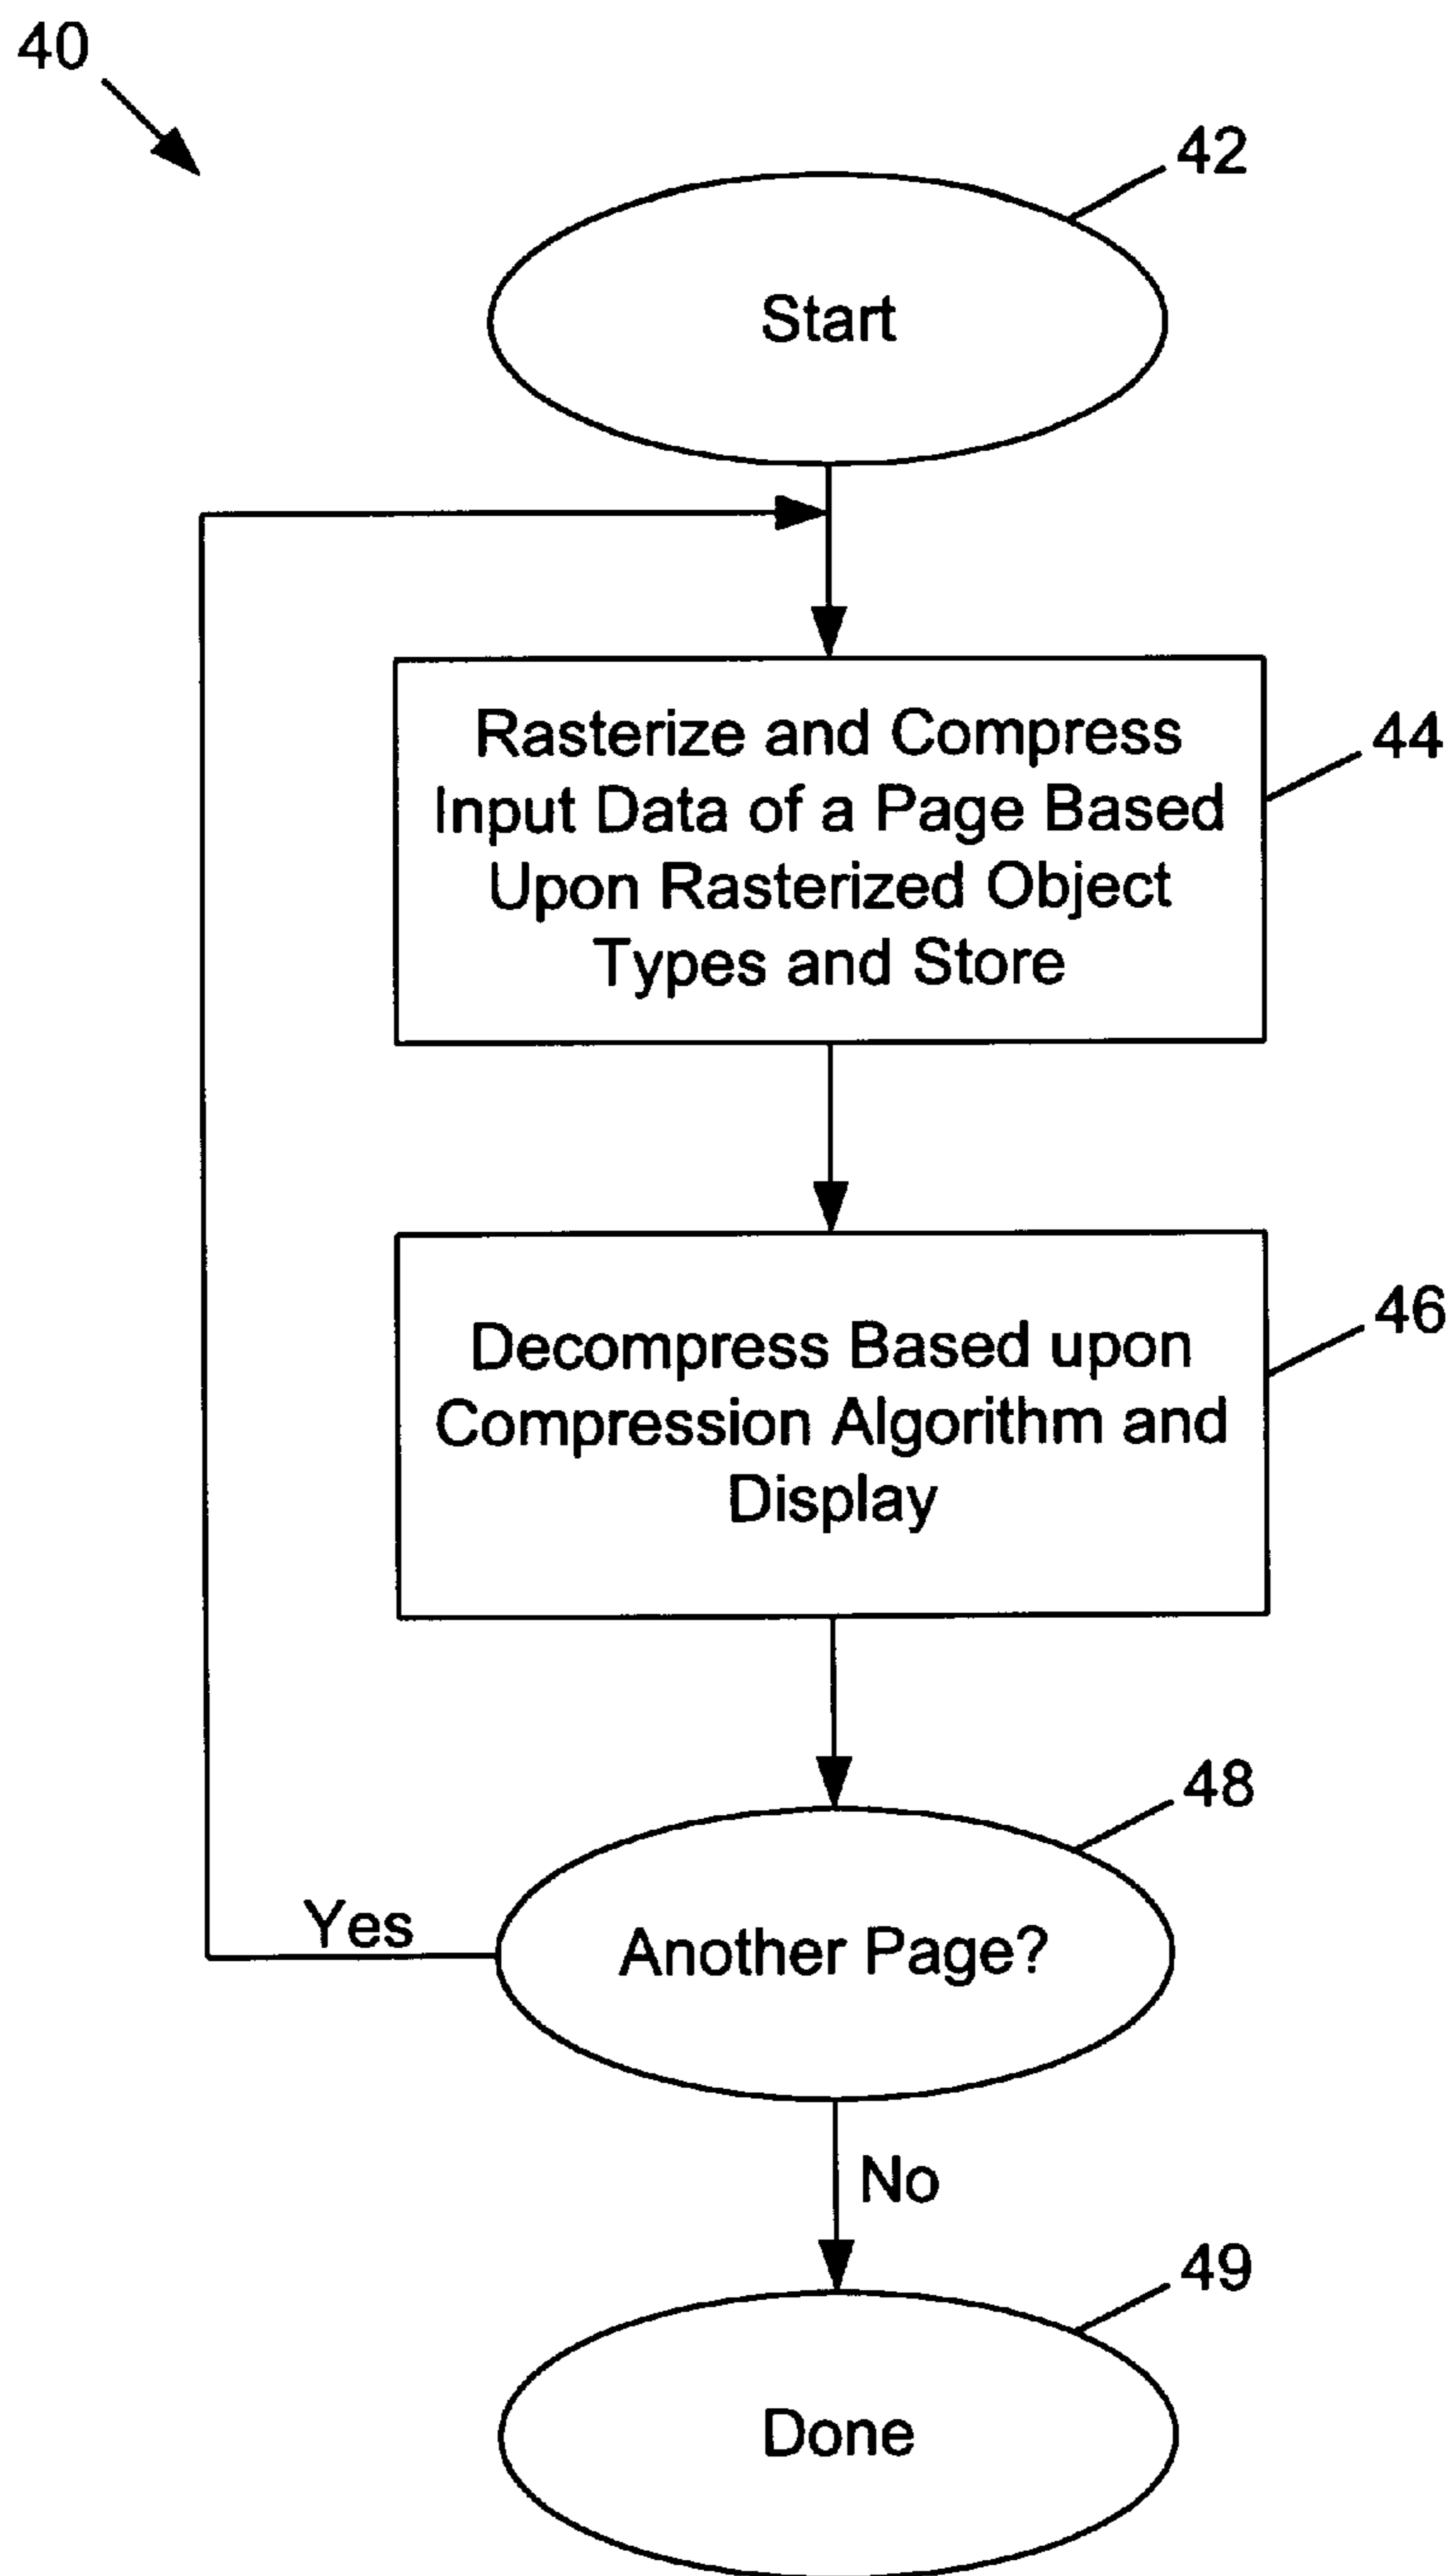 40
42
Start
Rasterize and Compress
Input Data of a Page Based
Upon Rasterized Object
Types and Store
44
Decompress Based upon
Compression Algorithm and
Display
46
48
Another Page?
Yes
No
49
Done